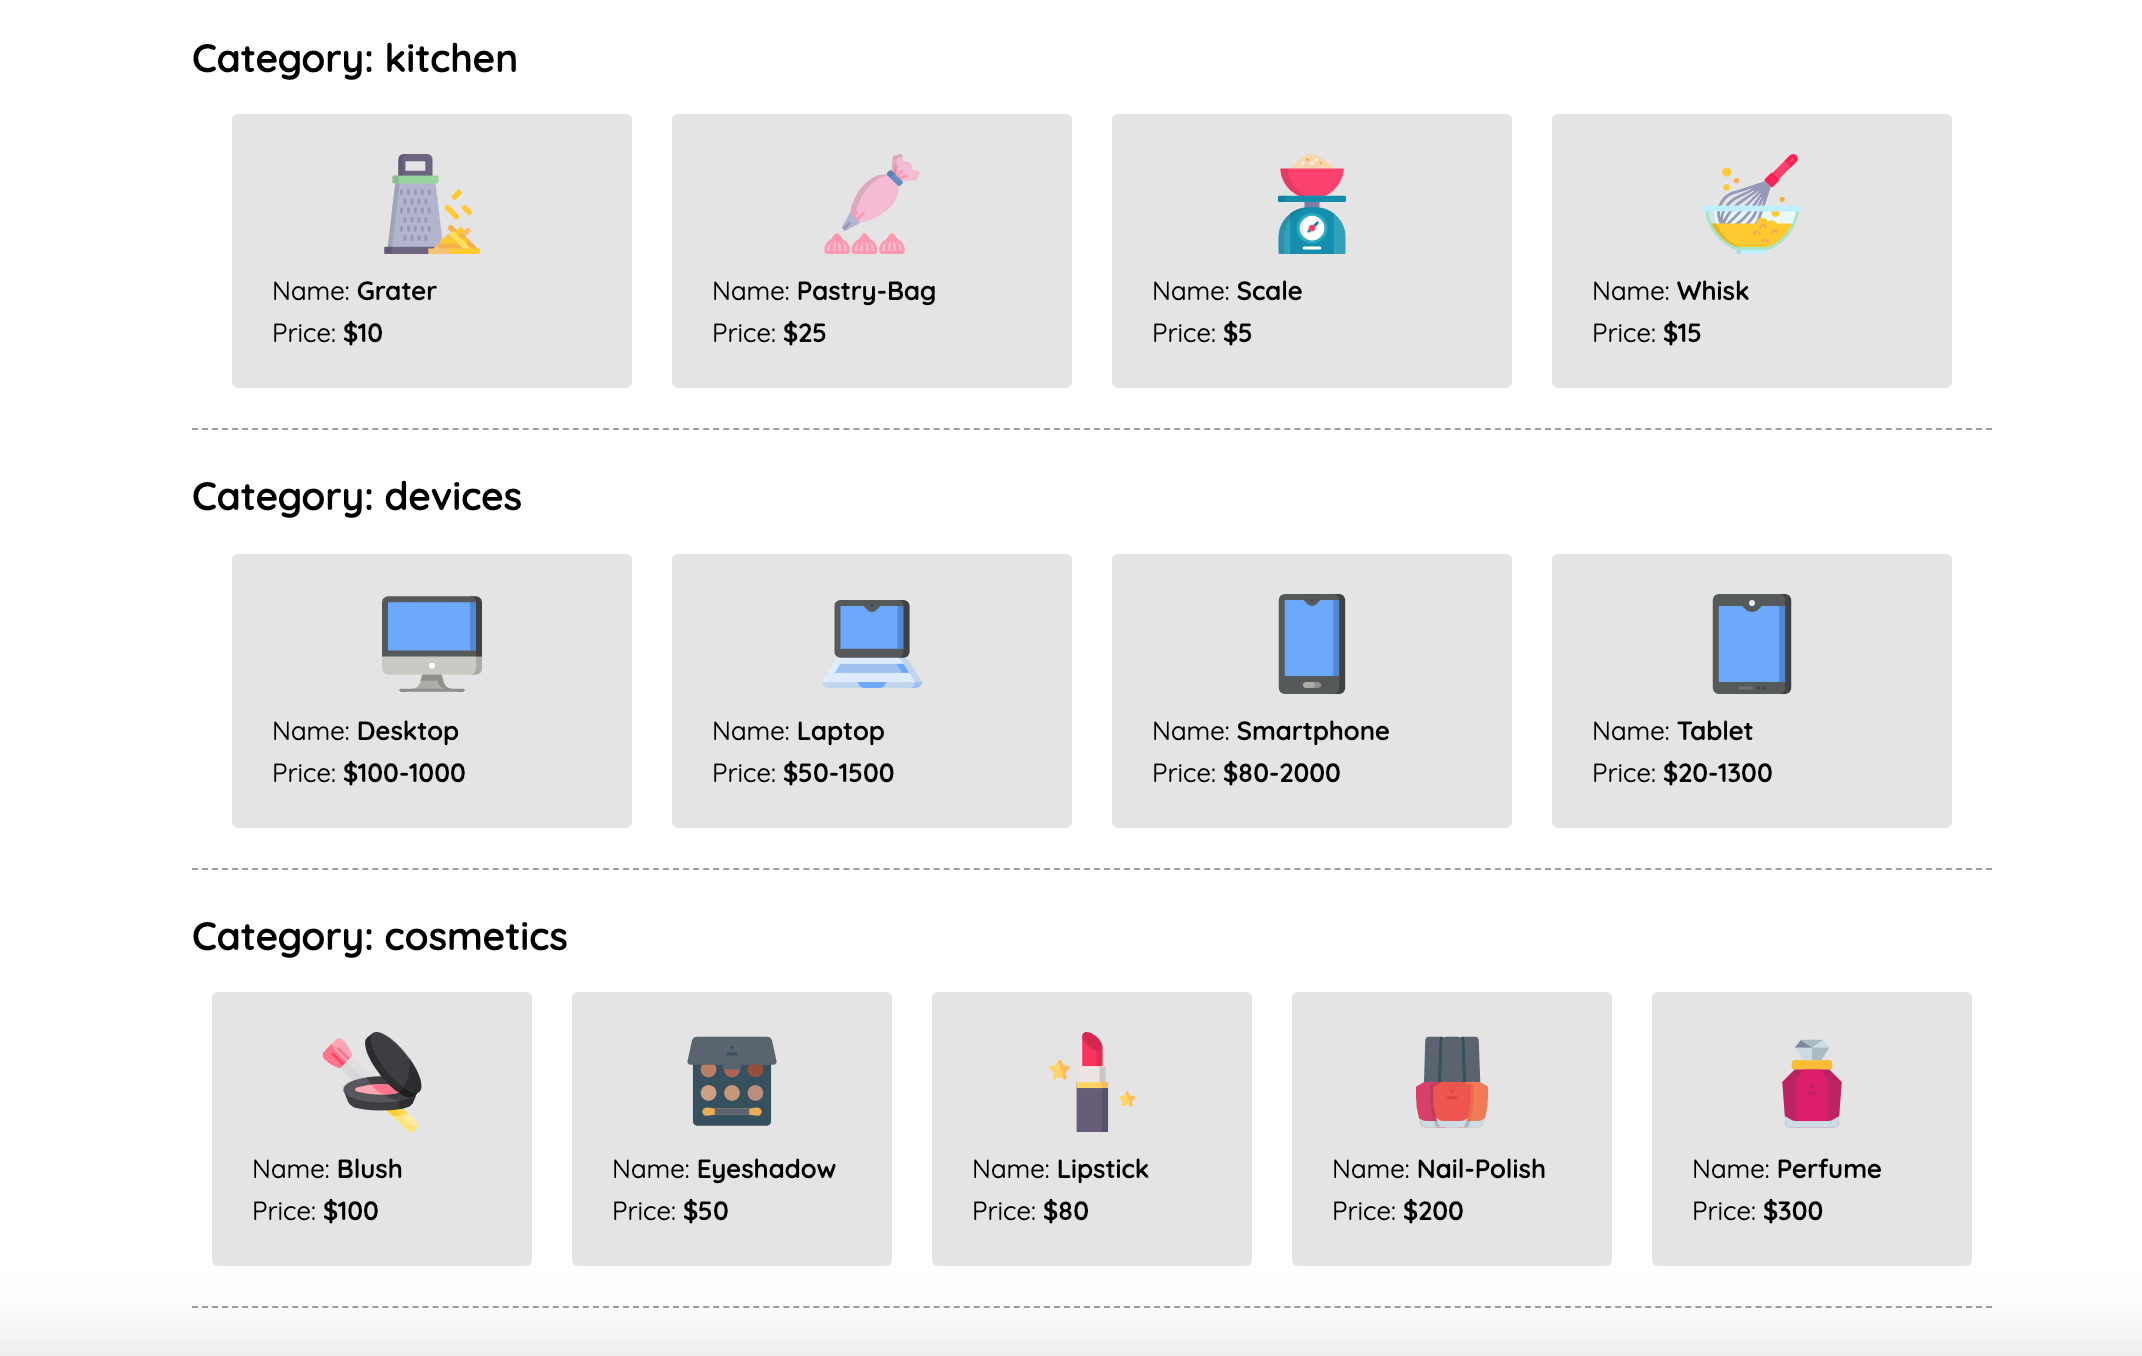 Category: kitchen
Name: Grater
Price: $10
Name: Pastry-Bag
Price: $25
Name: Scale
Price: $5
Name: Whisk
Price: $15
Category: devices
Name: Desktop
Price: $100-1000
Name: Laptop
Price: $50-1500
Name: Smartphone
Price: $80-2000
Name: Tablet
Price: $20-1300
Category: cosmetics
Name: Blush
Price: $100
Name: Eyeshadow
Price: $50
Name: Lipstick
Price: $80
Name: Nail-Polish
Price: $200
Name: Perfume
Price: $300